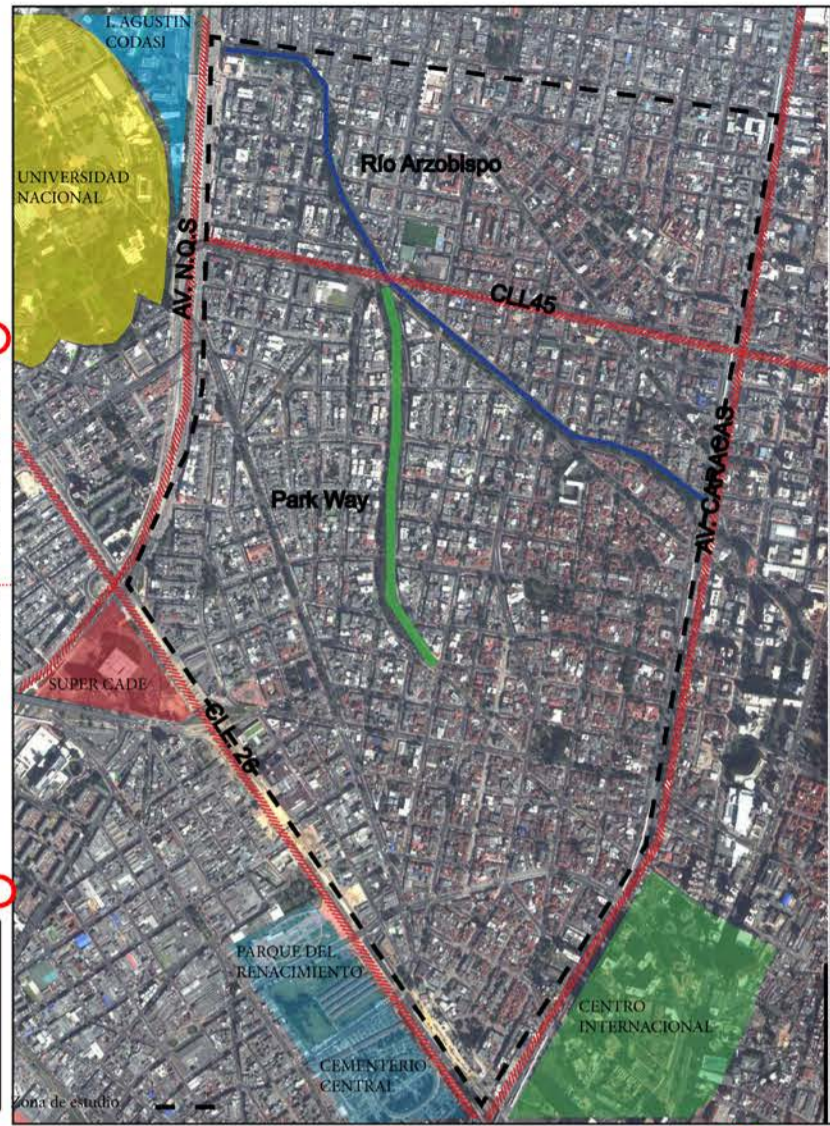 I. AGUSTIN
CODASI
UNIVERSIDAD
NACIONAL
Río Arzobispo
AV. N.Q.S
CLL45
AV. CARACAS
Park Way
SUPER CADE
CLL 26
PARQUE DEL
RENACIMIENTO
CENTRO
INTERNACIONAL
CEMENTERIO
CENTRAL
Zona de estudio